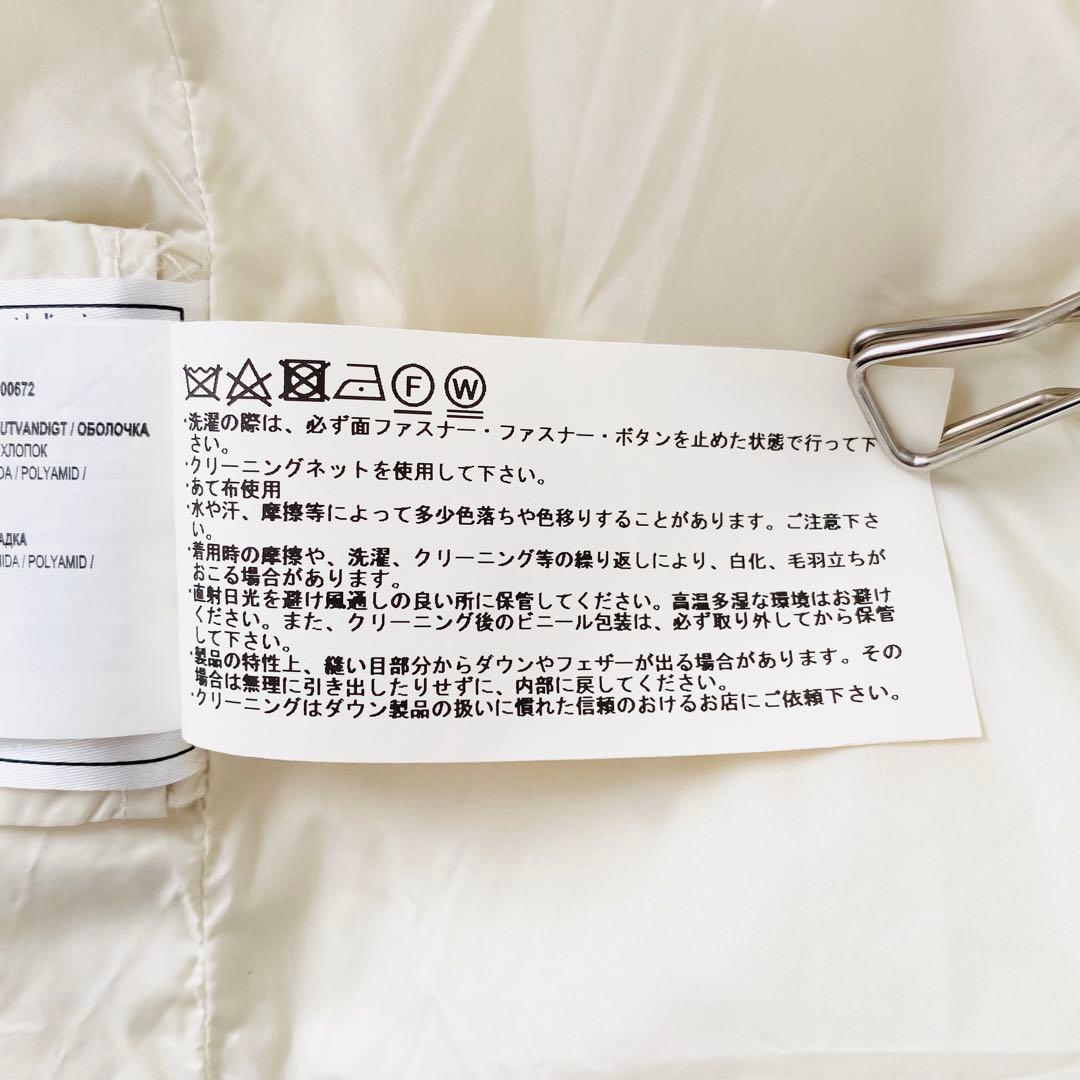 00672
UTVANDIGT / ОБОЛОЧКА
ХЛОПОК
DA / POLYAMID /
ADKA
IDA / POLYAMID /
F W
・洗濯の際は、必ず面ファスナー・ファスナー・ボタンを止めた状態で行って下
さい。
・クリーニングネットを使用して下さい。
・あて布使用
・水や汗、摩擦等によって多少色落ちや色移りすることがあります。ご注意下さ
い。
・着用時の摩擦や、洗濯、クリーニング等の繰り返しにより、白化、毛羽立ちが
おこる場合があります。
・直射日光を避け風通しの良い所に保管してください。高温多湿な環境はお避け
ください。また、クリーニング後のビニール包装は、必ず取り外してから保管
して下さい。
・製品の特性上、縫い目部分からダウンやフェザーが出る場合があります。その
場合は無理に引き出したりせずに、内部に戻してください。
・クリーニングはダウン製品の扱いに慣れた信頼のおけるお店にご依頼下さい。